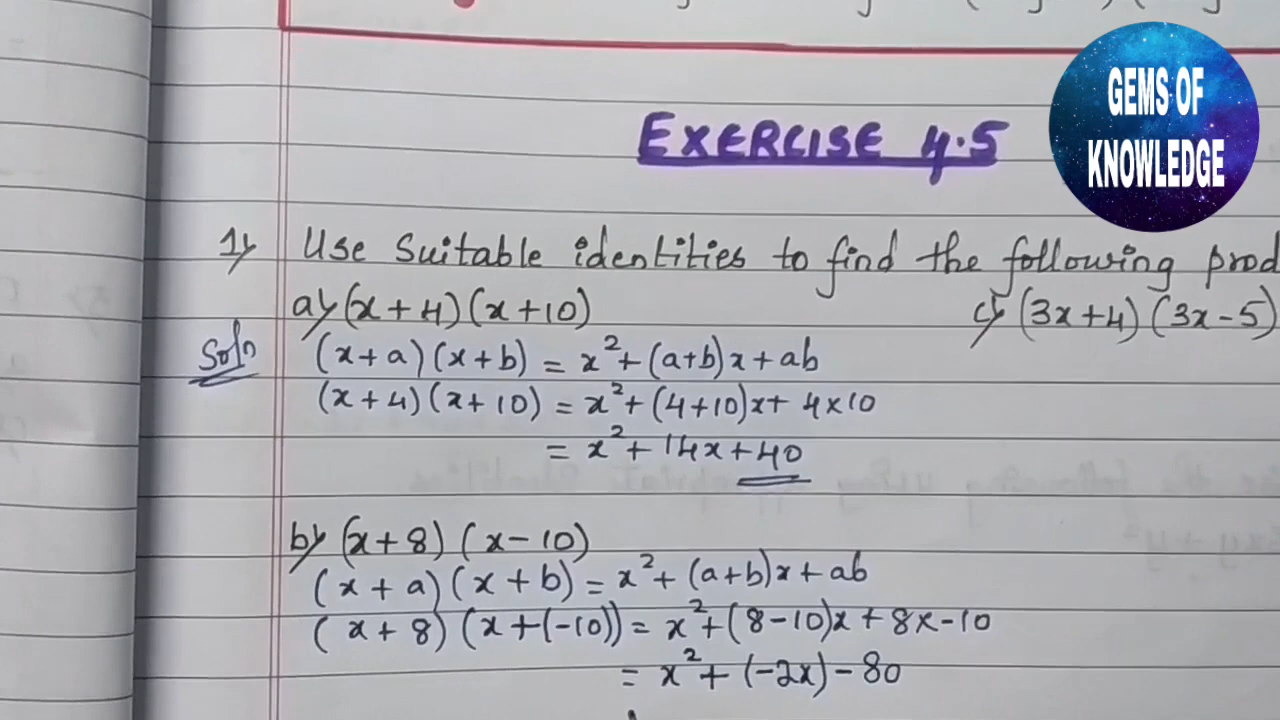 GEMS OF
KNOWLEDGE
EXERCISE 4.5
1) Use Suitable identities to find the following prod
a) (x+4)(x+10) c) (3x+4)(3x-5)
Soln (x+a)(x+b) = x²+(a+b)x+ab
(x+4)(x+10) = x²+(4+10)x+ 4×10
= x²+14x+40
b) (x+8)(x-10)
(x+a)(x+b) = x²+(a+b)x+ab
(x+8)(x+(-10)) = x²+(8-10)x+8x-10
= x²+(-2x)-80